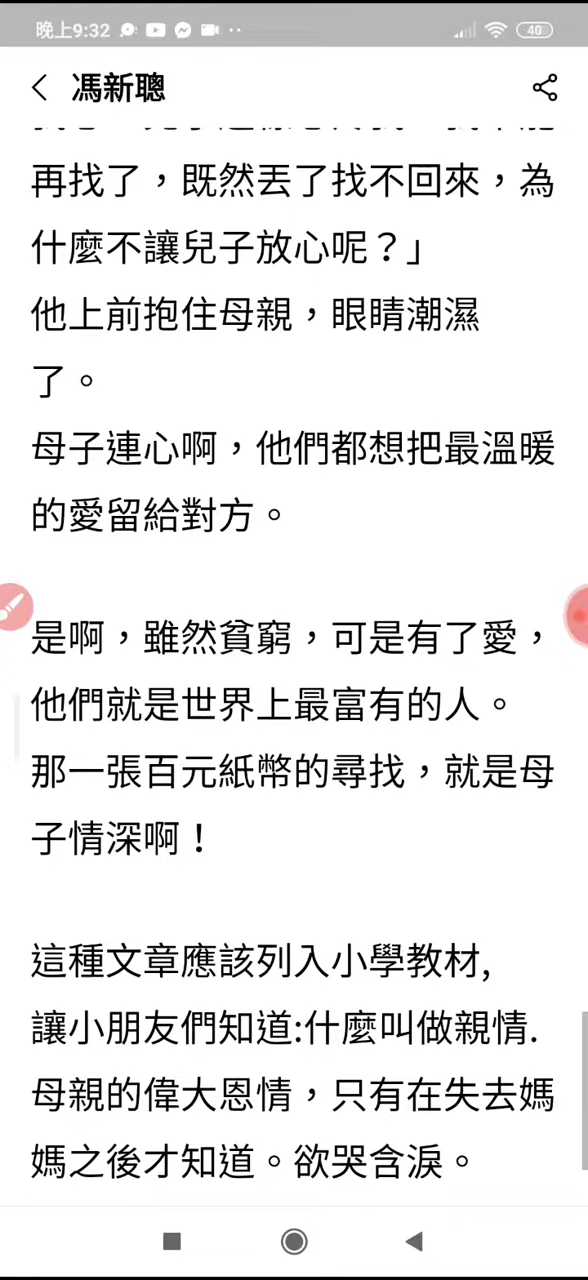 晚上9:32
40
馮新聰
再找了，既然丟了找不回來，為
什麼不讓兒子放心呢？」
他上前抱住母親，眼睛潮濕
了。
母子連心啊，他們都想把最溫暖
的愛留給對方。
是啊，雖然貧窮，可是有了愛，
他們就是世界上最富有的人。
那一張百元紙幣的尋找，就是母
子情深啊！
這種文章應該列入小學教材,
讓小朋友們知道:什麼叫做親情.
母親的偉大恩情，只有在失去媽
媽之後才知道。欲哭含淚。